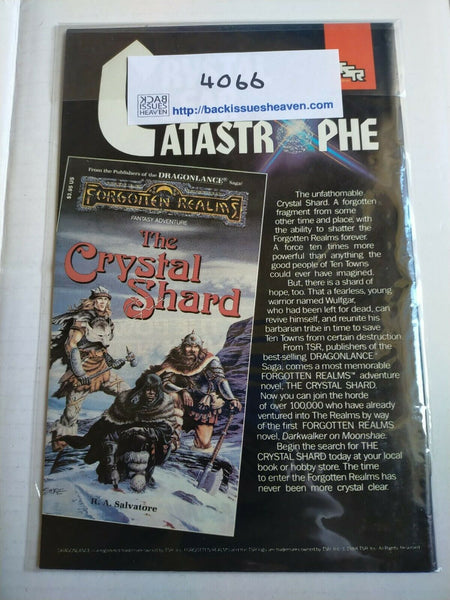 4066
BACK
ISSUES
HEAVEN
http://backissuesheaven.com
CATASTROPHE
From the Publishers of the DRAGONLANCE® Saga!
$3.95 US
FORGOTTEN REALMS
FANTASY ADVENTURE
The
Crystal
Shard
R. A. Salvatore
The unfathomable
Crystal Shard. A forgotten
fragment from some
other time and place, with
the ability to shatter the
Forgotten Realms forever.
A force ten times more
powerful than anything the
good people of Ten Towns
could ever have imagined.
But, there is a shard of
hope, too. That a fearless, young
warrior named Wulfgar,
who had been left for dead, can
revive himself, and reunite his
barbarian tribe in time to save
Ten Towns from certain destruction.
From TSR, publishers of the
best-selling DRAGONLANCE®
Saga, comes a most memorable
FORGOTTEN REALMS™ adventure
novel, THE CRYSTAL SHARD.
Now you can join the horde
of over 100,000 who have already
ventured into The Realms by way
of the first FORGOTTEN REALMS
novel, Darkwalker on Moonshae.
Begin the search for THE
CRYSTAL SHARD today at your local
book or hobby store. The time
to enter the Forgotten Realms has
never been more crystal clear.